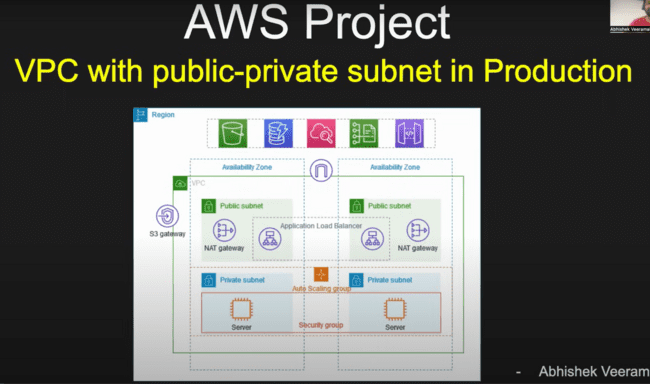 AWS Project
Abhishek Veerama
VPC with public-private subnet in Production
Region
Availability Zone
Availability Zone
VPC
Public subnet
Public subnet
S3 gateway
Application Load Balancer
NAT gateway
NAT gateway
Private subnet
Private subnet
Auto Scaling group
Server
Server
Security group
- Abhishek Veeram